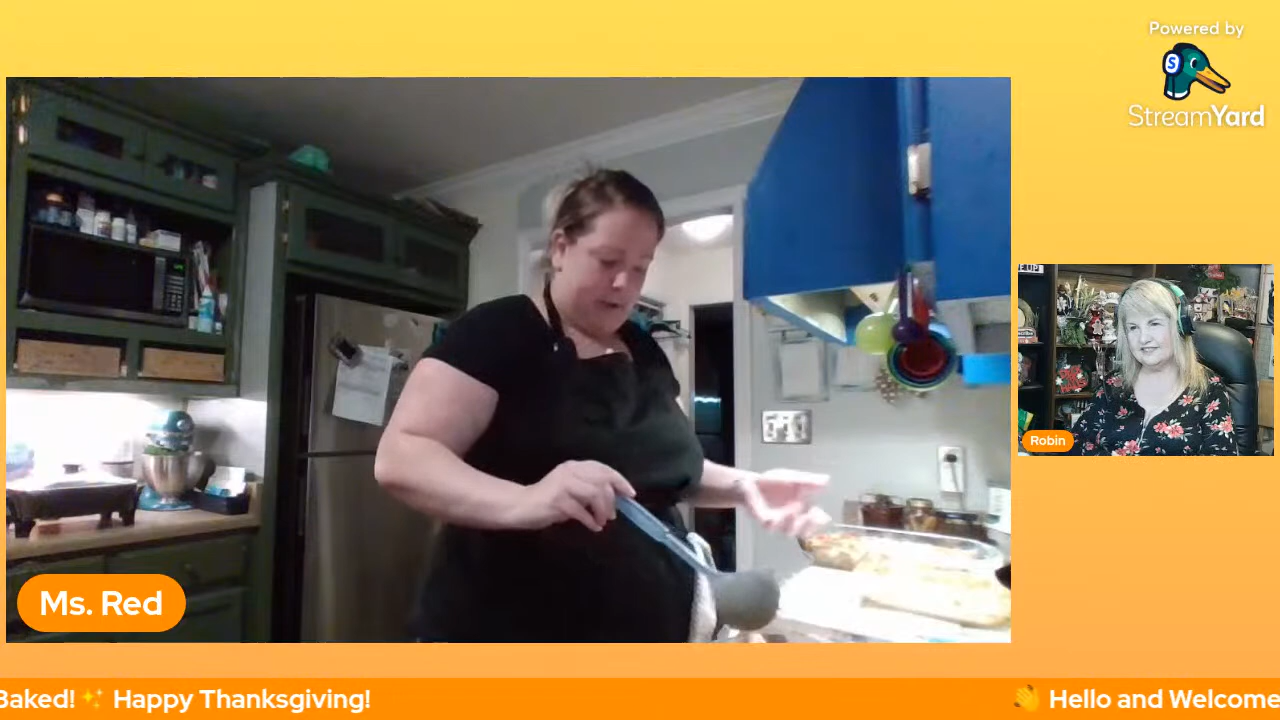 Powered by
StreamYard
Robin
Ms. Red
Baked!✨ Happy Thanksgiving!
👋 Hello and Welcome